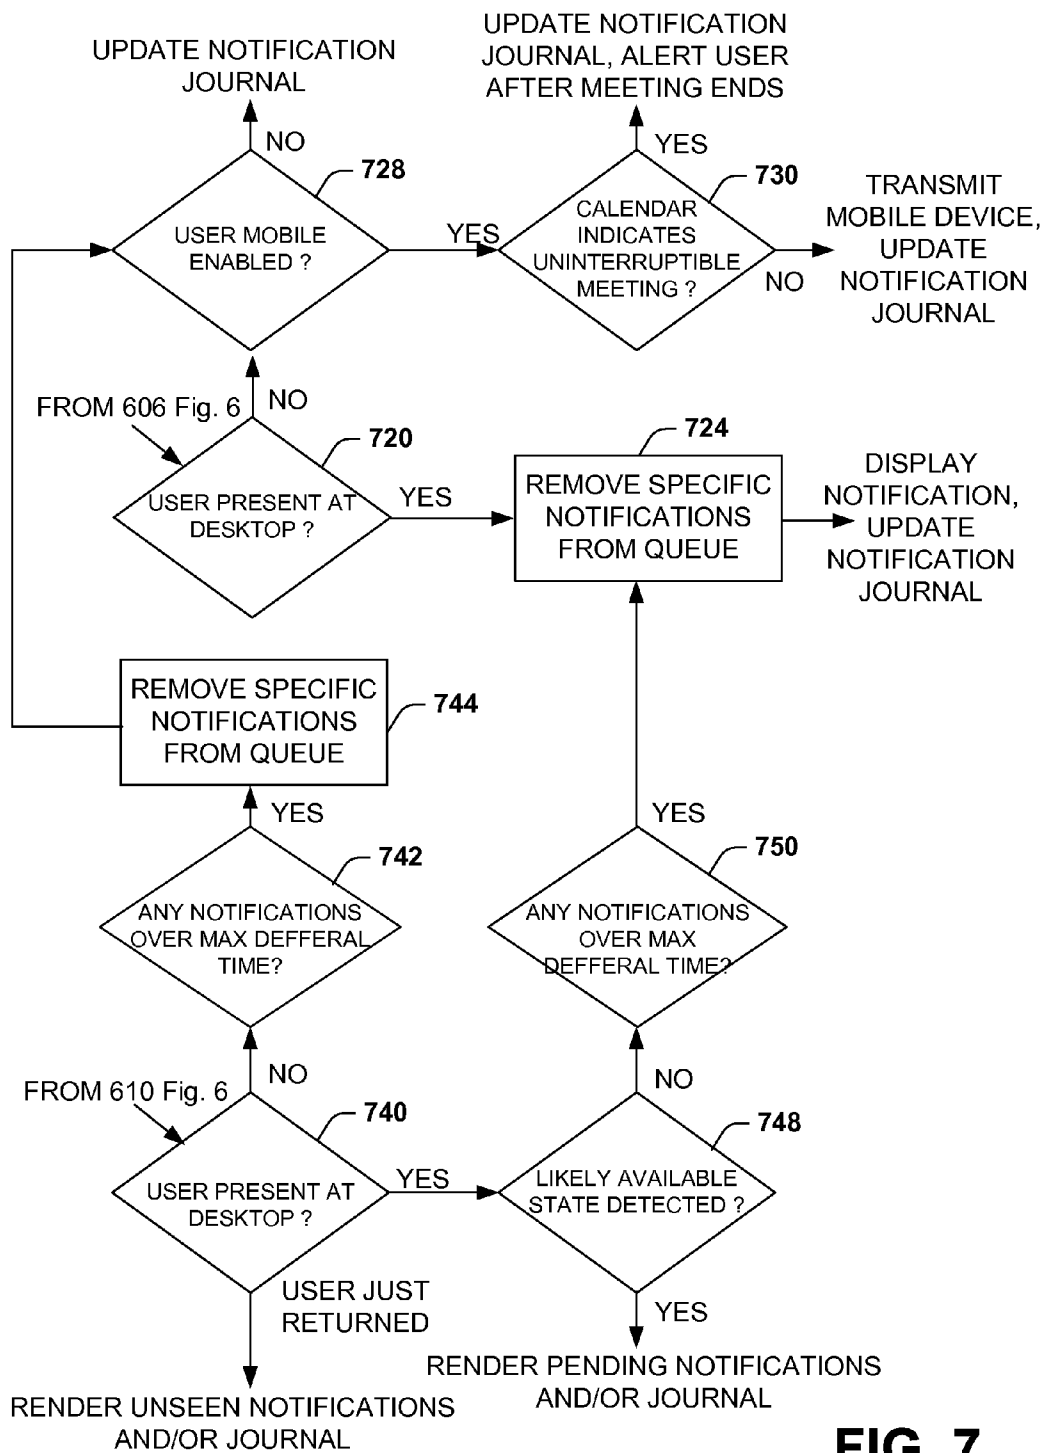 UPDATE NOTIFICATION
JOURNAL
UPDATE NOTIFICATION
JOURNAL, ALERT USER
AFTER MEETING ENDS
NO
YES
728
730
USER MOBILE
ENABLED ?
YES
CALENDAR
INDICATES
UNINTERRUPTIBLE
MEETING ?
NO
TRANSMIT
MOBILE DEVICE,
UPDATE
NOTIFICATION
JOURNAL
FROM 606 Fig. 6
NO
720
USER PRESENT AT
DESKTOP ?
YES
724
REMOVE SPECIFIC
NOTIFICATIONS
FROM QUEUE
DISPLAY
NOTIFICATION,
UPDATE
NOTIFICATION
JOURNAL
REMOVE SPECIFIC
NOTIFICATIONS
FROM QUEUE
744
YES
YES
742
750
ANY NOTIFICATIONS
OVER MAX DEFFERAL
TIME?
ANY NOTIFICATIONS
OVER MAX
DEFFERAL TIME?
NO
NO
FROM 610 Fig. 6
740
748
USER PRESENT AT
DESKTOP ?
YES
LIKELY AVAILABLE
STATE DETECTED ?
USER JUST
RETURNED
YES
RENDER UNSEEN NOTIFICATIONS
AND/OR JOURNAL
RENDER PENDING NOTIFICATIONS
AND/OR JOURNAL
FIG. 7